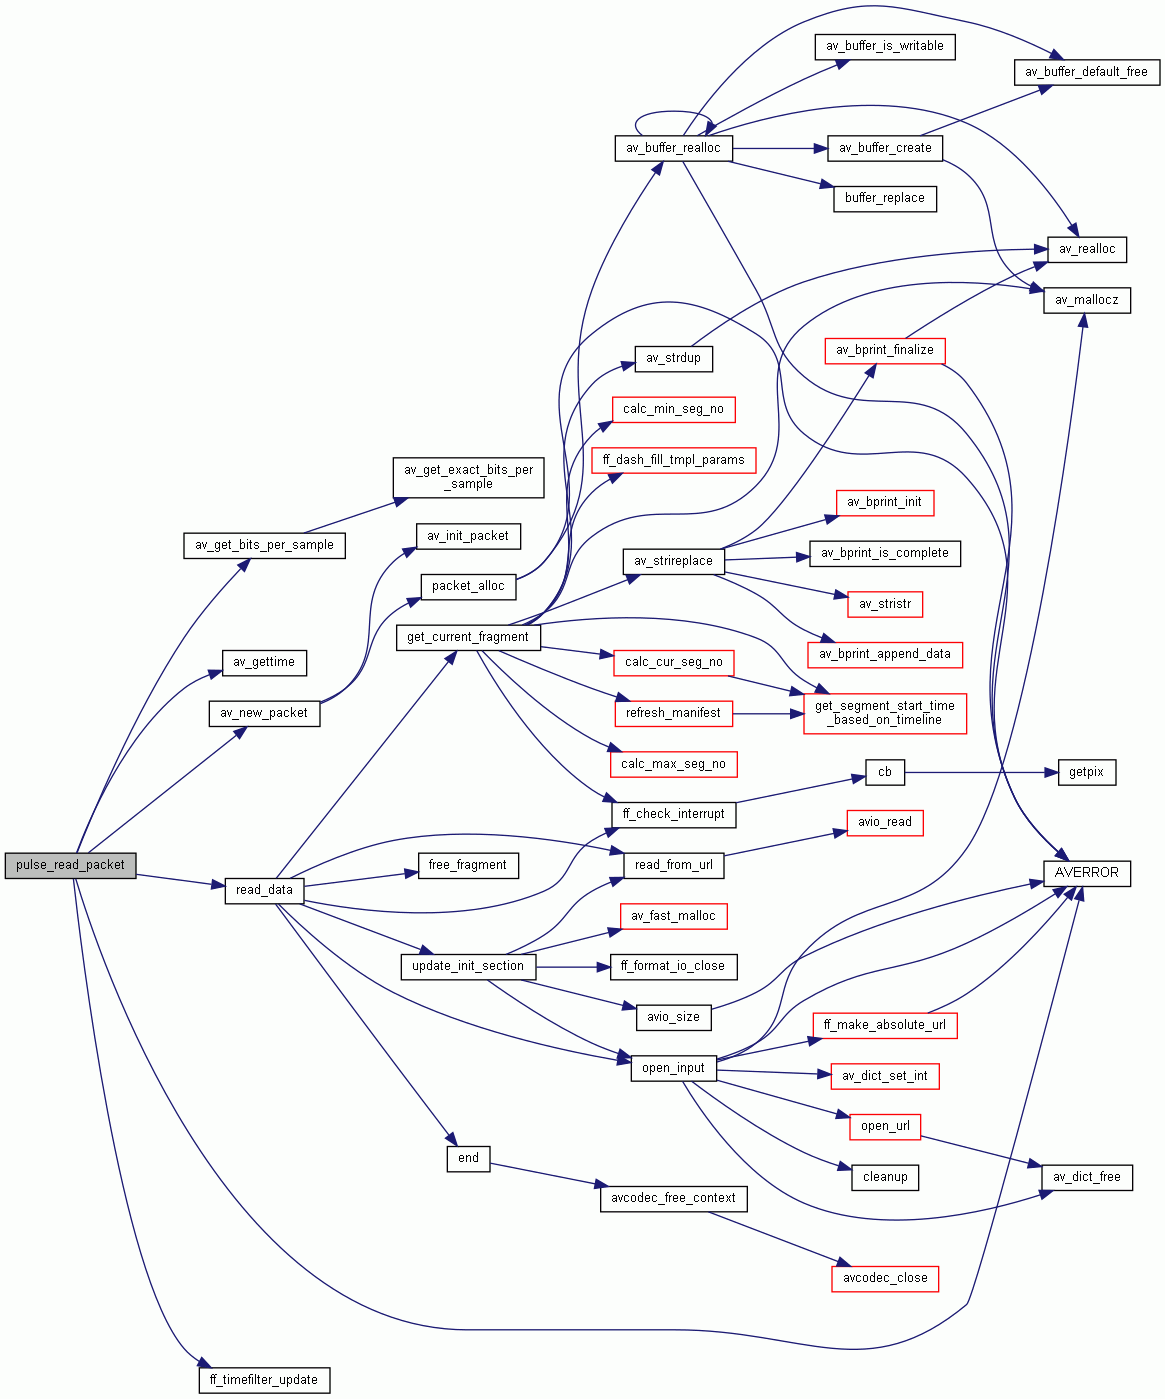 av_buffer_is_writable
av_buffer_default_free
av_buffer_realloc
av_buffer_create
buffer_replace
av_realloc
av_mallocz
av_strdup
av_bprint_finalize
calc_min_seg_no
ff_dash_fill_tmpl_params
av_get_exact_bits_per
_sample
av_bprint_init
av_init_packet
av_get_bits_per_sample
av_bprint_is_complete
av_strireplace
packet_alloc
av_stristr
get_current_fragment
av_bprint_append_data
av_gettime
calc_cur_seg_no
get_segment_start_time
_based_on_timeline
av_new_packet
refresh_manifest
calc_max_seg_no
cb
getpix
ff_check_interrupt
avio_read
pulse_read_packet
free_fragment
read_from_url
AVERROR
read_data
av_fast_malloc
update_init_section
ff_format_io_close
avio_size
ff_make_absolute_url
open_input
av_dict_set_int
open_url
end
cleanup
av_dict_free
avcodec_free_context
avcodec_close
ff_timefilter_update